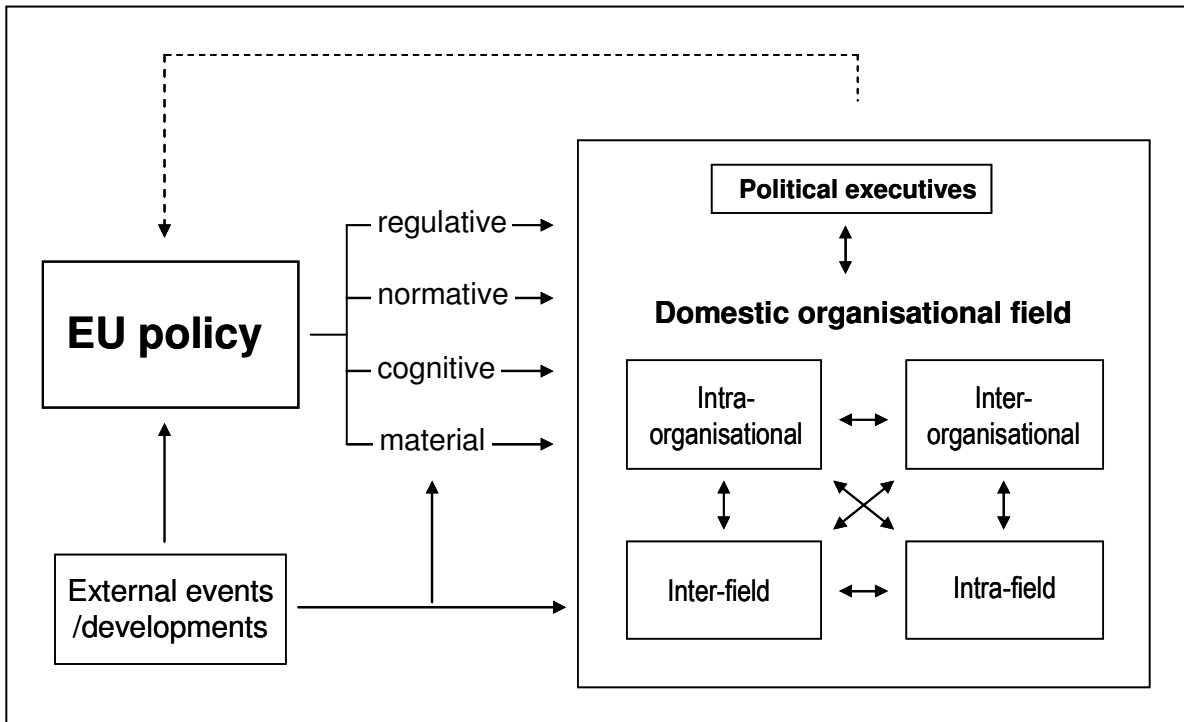 Political executives
regulative
normative
EU policy
cognitive
material
Domestic organisational field
Intra-
organisational
Inter-
organisational
External events
/developments
Inter-field
Intra-field